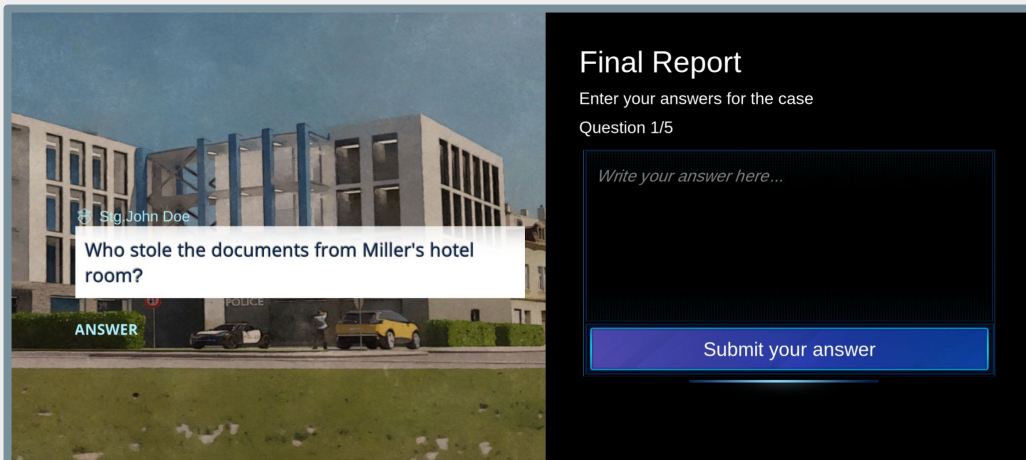 Stg.John Doe
Who stole the documents from Miller's hotel
room?
POLICE
ANSWER
Final Report
Enter your answers for the case
Question 1/5
Write your answer here...
Submit your answer